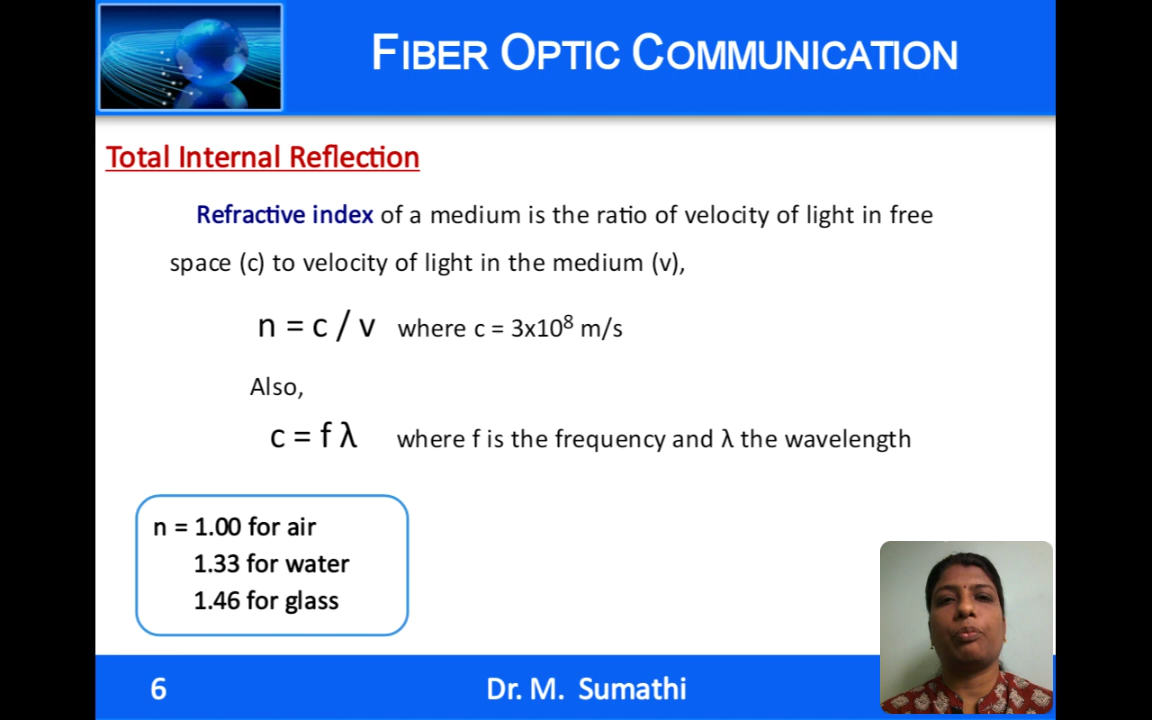 FIBER OPTIC COMMUNICATION
Total Internal Reflection
Refractive index of a medium is the ratio of velocity of light in free
space (c) to velocity of light in the medium (v),
n = c / v where c = 3x10⁸ m/s
Also,
c = f λ where f is the frequency and λ the wavelength
n = 1.00 for air
1.33 for water
1.46 for glass
6 Dr. M. Sumathi